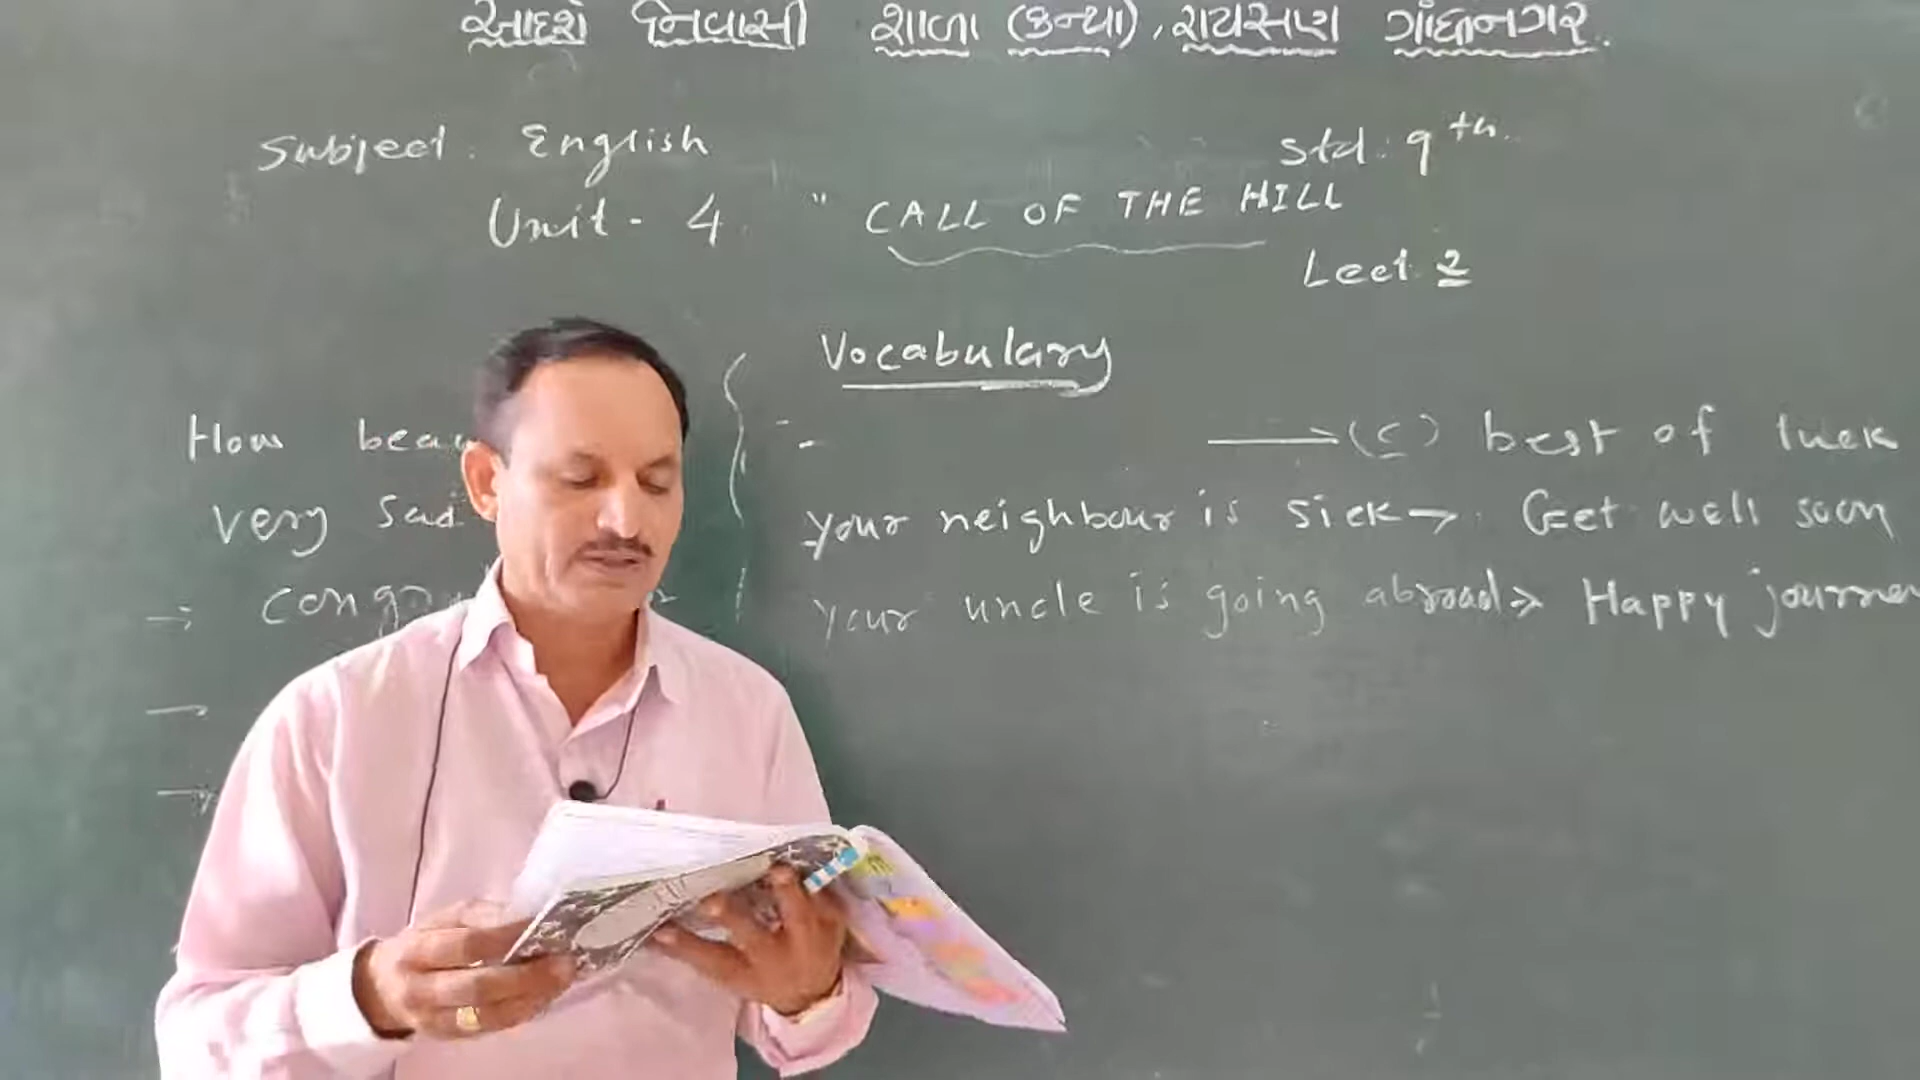 આદર્શ નિવાસી શાળા (કન્યા), રાયસણ ગાંધીનગર.
Subject. English
Std. 9th.
Unit - 4. " CALL OF THE HILL
Lect. 2
Vocabulary
How
→ (C) best of luck
very sad
your neighbour is sick → Get well soon
→
your uncle is going abroad → Happy
→
→